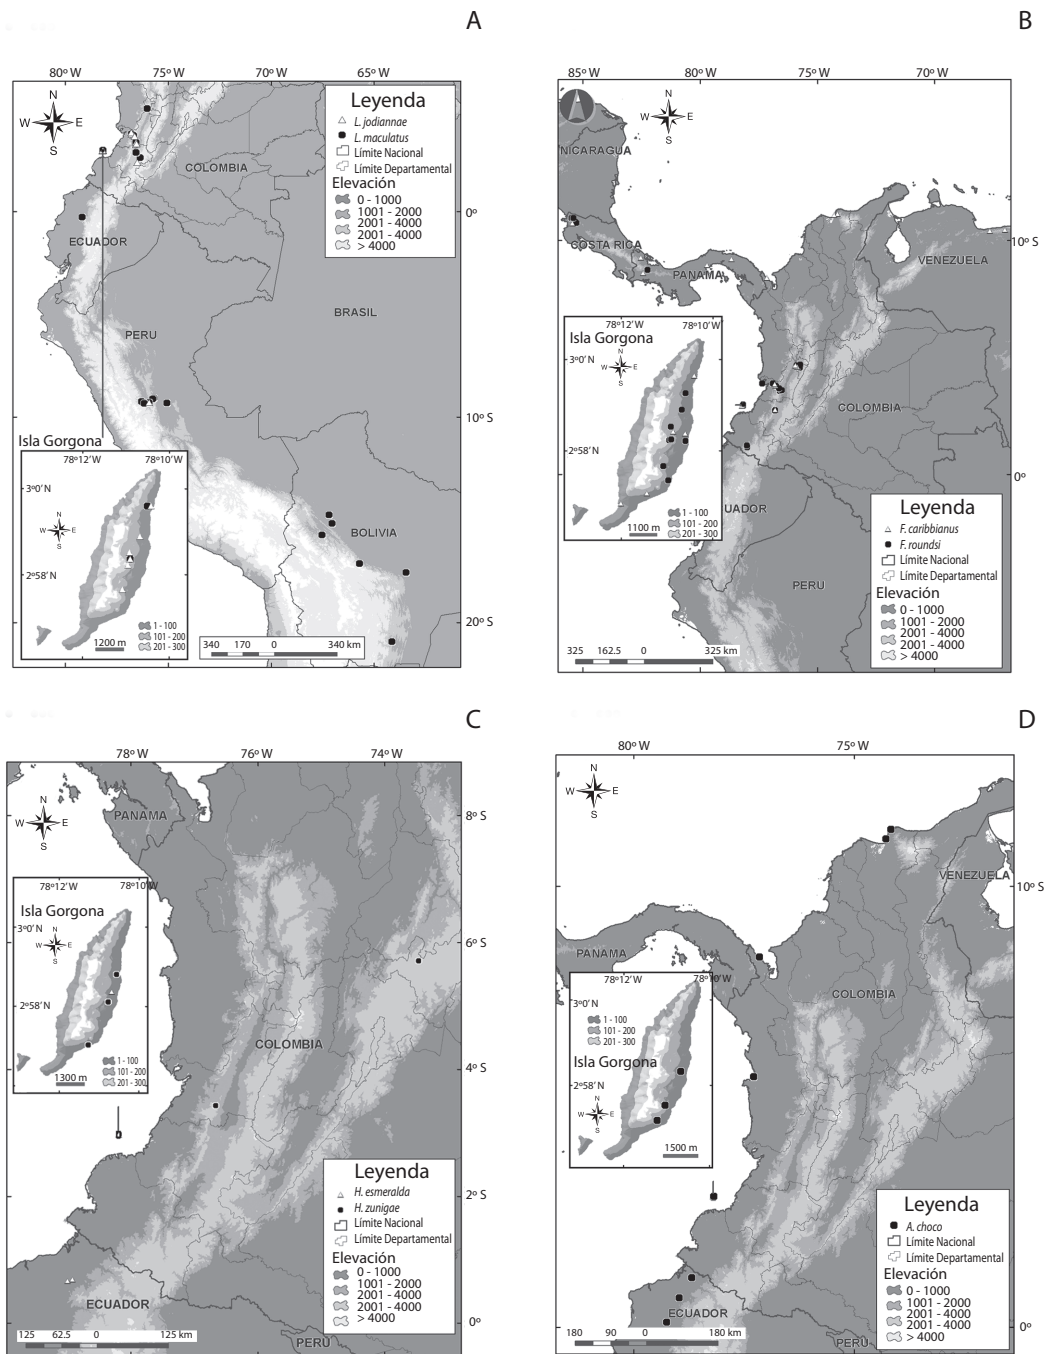 A
80º W 75º W 70º W 65º W
N
W E
S
Leyenda
L. jodiannae
L. maculatus
Límite Nacional
Límite Departamental
Elevación
0 - 1000
1001 - 2000
2001 - 4000
2001 - 4000
> 4000
COLOMBIA
0º
ECUADOR
BRASIL
PERU
10º S
Isla Gorgona
78º12'W 78º10'W
3º0'N
N
W E
S
2º58'N
1 - 100
101 - 200
201 - 300
1200 m
BOLIVIA
20º S
340 170 0 340 km
B
85º W 80º W 75º W 70º W
N
W E
S
NICARAGUA
COSTA RICA
PANAMA
VENEZUELA
10º S
78º12'W 78º10'W
Isla Gorgona
3º0'N
N
W E
S
2º58'N
1 - 100
101 - 200
201 - 300
1100 m
COLOMBIA
0º
UADOR
PERU
Leyenda
F. caribbianus
F. roundsi
Límite Nacional
Límite Departamental
Elevación
0 - 1000
1001 - 2000
2001 - 4000
2001 - 4000
> 4000
325 162.5 0 325 km
C
78º W 76º W 74º W
N
W E
S
PANAMA
8º S
78º12'W 78º10'W
Isla Gorgona
3º0'N
N
W E
S
6º S
2º58'N
1 - 100
101 - 200
201 - 300
1300 m
COLOMBIA
4º S
Leyenda
H. esmeralda
H. zunigae
Límite Nacional
Límite Departamental
Elevación
0 - 1000
1001 - 2000
2001 - 4000
2001 - 4000
> 4000
2º S
ECUADOR
0º
PERU
125 62.5 0 125 km
D
80º W 75º W
N
W E
S
VENEZUELA
10º S
PANAMA
78º12'W 78º10'W
3º0'N
1 - 100
101 - 200
201 - 300
Isla Gorgona
2º58'N
N
W E
S
1500 m
COLOMBIA
Leyenda
A. choco
Límite Nacional
Límite Departamental
Elevación
0 - 1000
1001 - 2000
2001 - 4000
2001 - 4000
> 4000
ECUADOR
0º
PERU
180 90 0 180 km